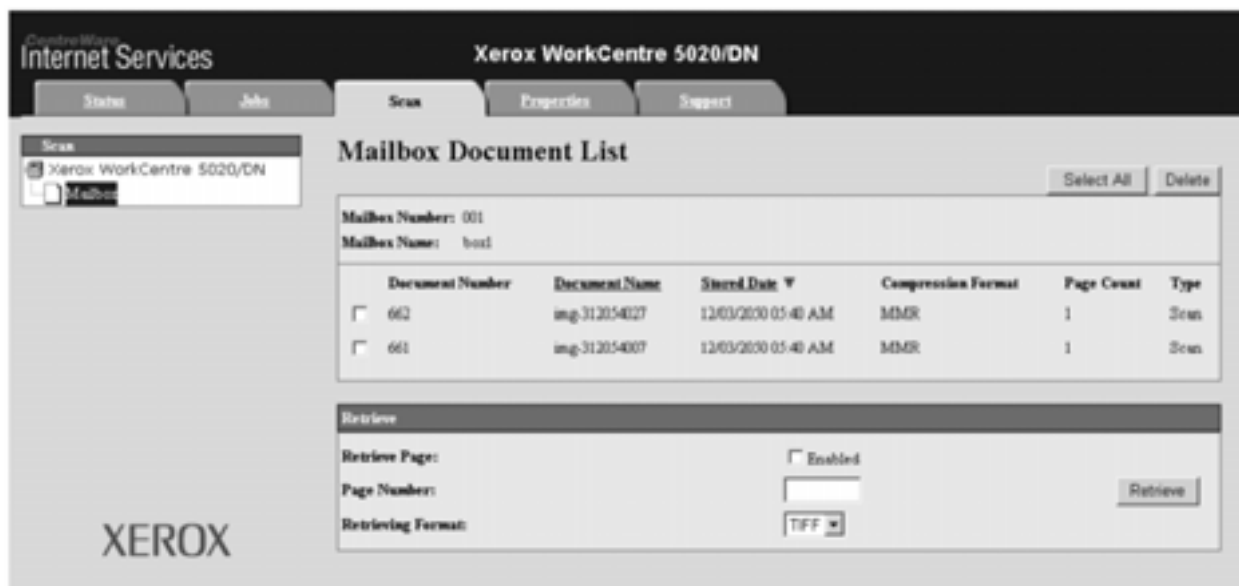 CentreWare
Internet Services
Xerox WorkCentre 5020/DN
Status Jobs Scan Properties Support
Scan
Xerox WorkCentre 5020/DN
Mailbox
Mailbox Document List
Select All Delete
Mailbox Number: 001
Mailbox Name: box1
Document Number Document Name Stored Date ▼ Compression Format Page Count Type
662 img-312054027 12/03/2050 05:40 AM MMR 1 Scan
661 img-312054007 12/03/2050 05:40 AM MMR 1 Scan
Retrieve
Retrieve Page: Enabled
Page Number:
Retrieve
Retrieving Format: TIFF
XEROX